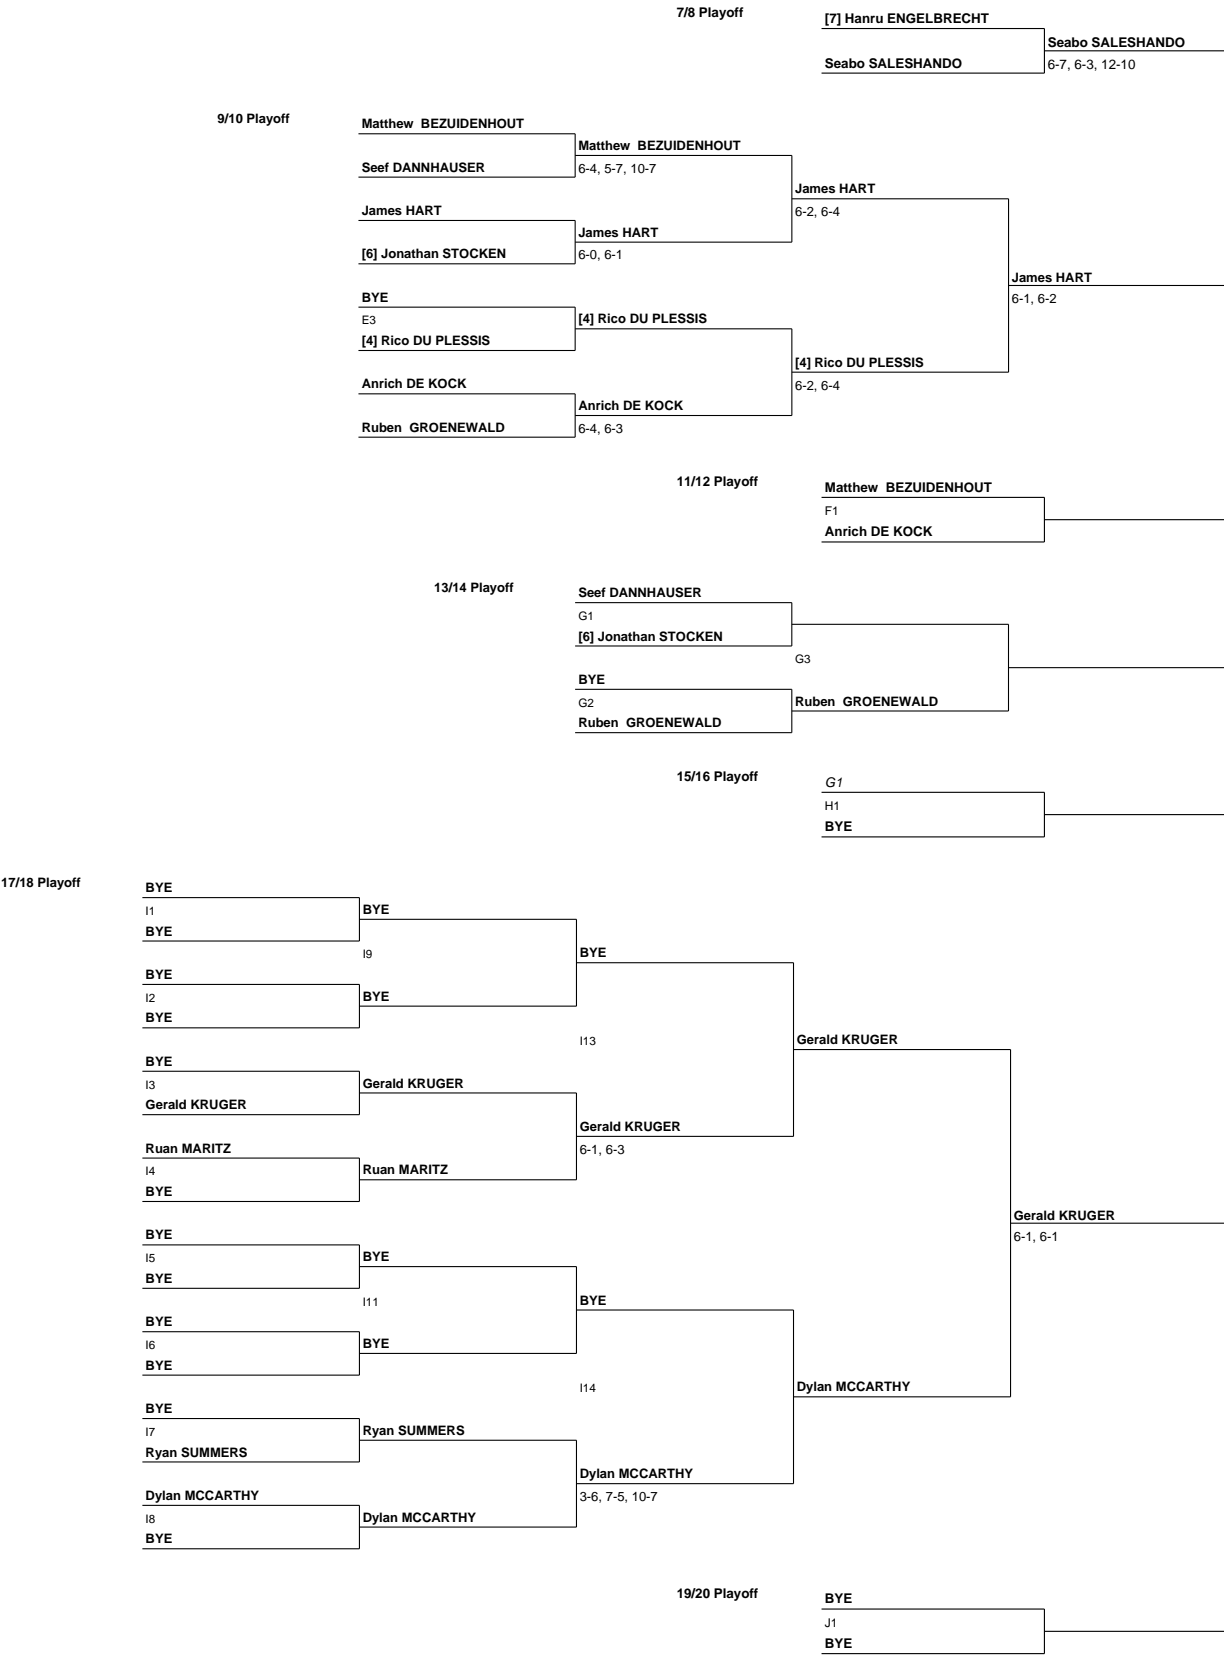 7/8 Playoff
[7] Hanru ENGELBRECHT
Seabo SALESHANDO
Seabo SALESHANDO
6-7, 6-3, 12-10
9/10 Playoff
Matthew  BEZUIDENHOUT
Matthew  BEZUIDENHOUT
Seef DANNHAUSER
6-4, 5-7, 10-7
James HART
6-2, 6-4
James HART
James HART
[6] Jonathan STOCKEN
6-0, 6-1
James HART
6-1, 6-2
BYE
E3
[4] Rico DU PLESSIS
[4] Rico DU PLESSIS
[4] Rico DU PLESSIS
6-2, 6-4
Anrich DE KOCK
Anrich DE KOCK
Ruben  GROENEWALD
6-4, 6-3
11/12 Playoff
Matthew  BEZUIDENHOUT
F1
Anrich DE KOCK
13/14 Playoff
Seef DANNHAUSER
G1
[6] Jonathan STOCKEN
G3
BYE
G2
Ruben  GROENEWALD
Ruben  GROENEWALD
15/16 Playoff
G1
H1
BYE
17/18 Playoff
BYE
I1
BYE
BYE
I9
BYE
BYE
I2
BYE
BYE
I13
Gerald KRUGER
BYE
I3
Gerald KRUGER
Gerald KRUGER
Gerald KRUGER
6-1, 6-3
Ruan MARITZ
I4
Ruan MARITZ
BYE
Gerald KRUGER
6-1, 6-1
BYE
I5
BYE
BYE
I11
BYE
BYE
I6
BYE
BYE
I14
Dylan MCCARTHY
BYE
I7
Ryan SUMMERS
Ryan SUMMERS
Dylan MCCARTHY
3-6, 7-5, 10-7
Dylan MCCARTHY
I8
Dylan MCCARTHY
BYE
19/20 Playoff
BYE
J1
BYE